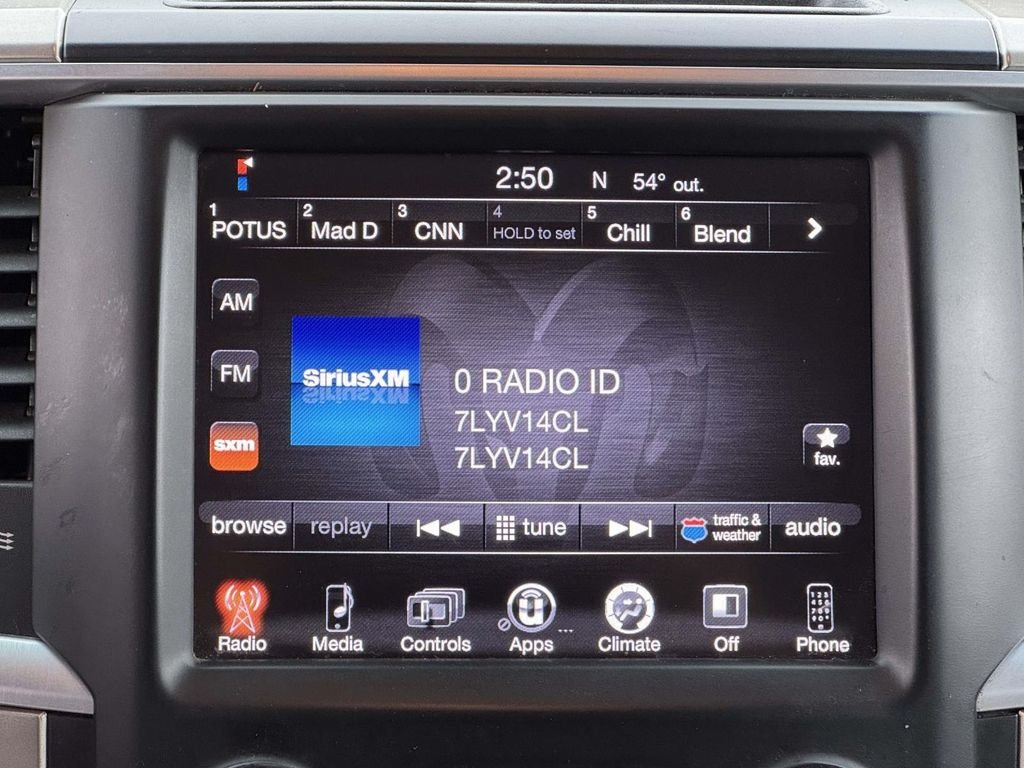 2:50 N 54° out.
1 2 3 4 5 6
POTUS Mad D CNN HOLD to set Chill Blend
AM
FM
sxm
SiriusXM
0 RADIO ID
7LYV14CL
7LYV14CL
fav.
browse replay tune traffic & weather audio
Radio Media Controls Apps ... Climate Off Phone